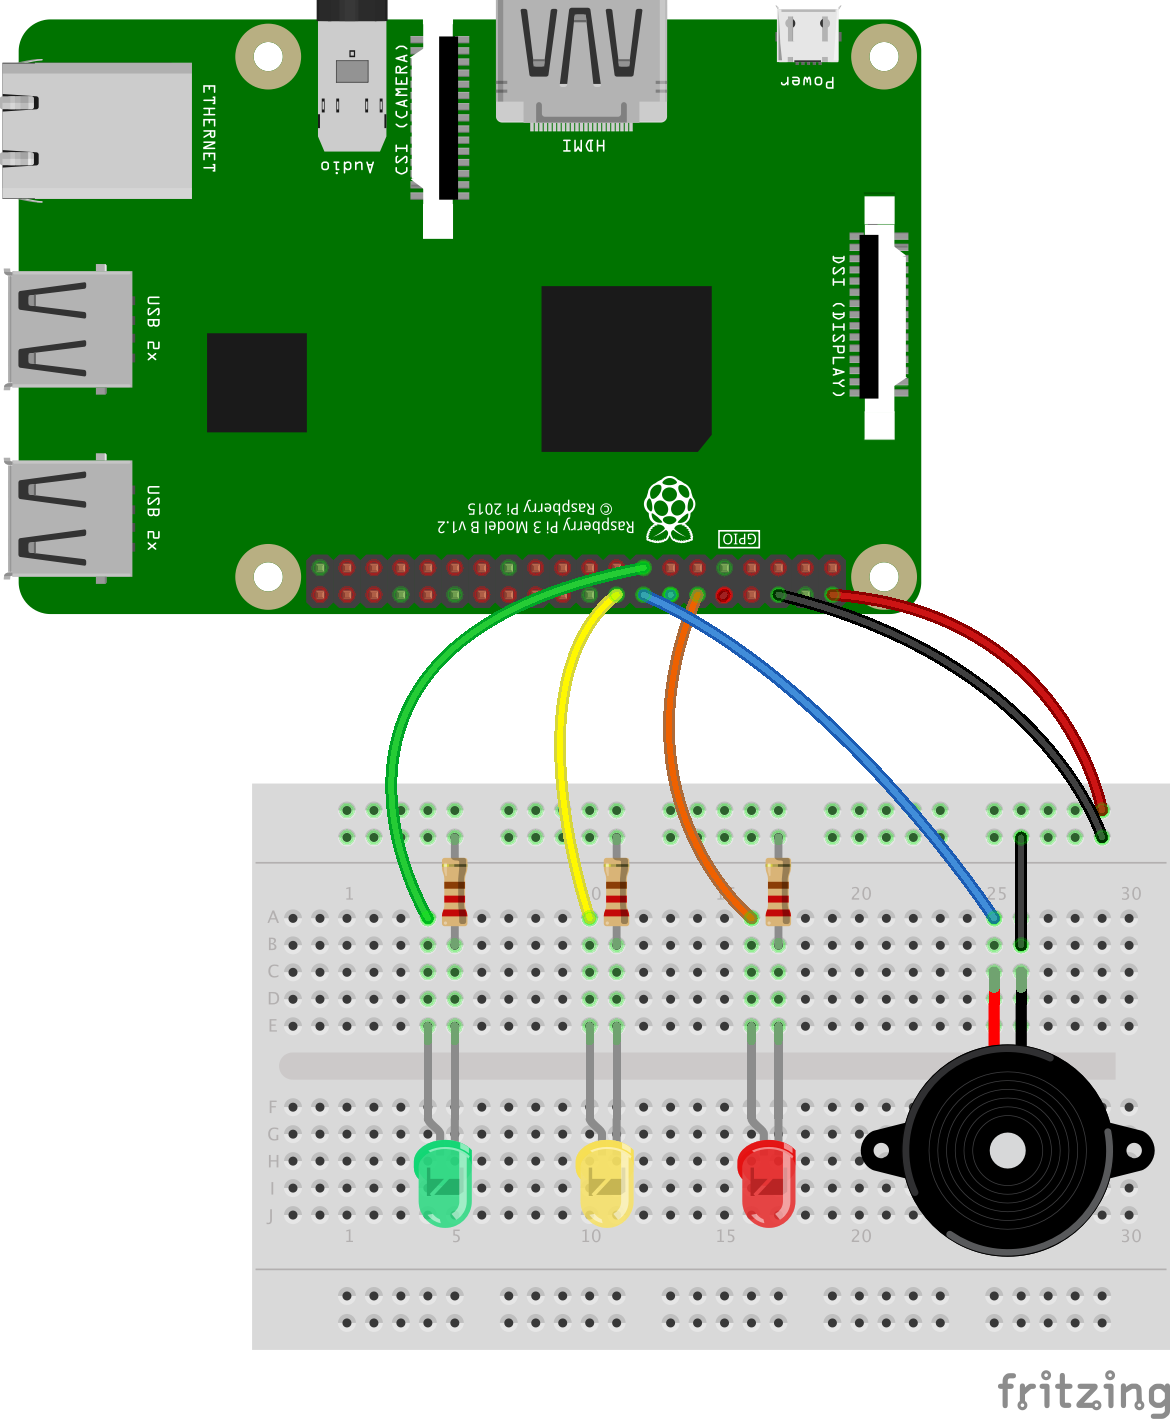 ETHERNET
Audio
CSI (CAMERA)
HDMI
Power
USB 2x
DSI (DISPLAY)
USB 2x
Raspberry Pi 3 Model B v1.2
© Raspberry Pi 2015
GPIO
1 20 25 30
A
B
C
D
E
F
G
H
I
J
1 5 10 15 20 30
fritzing